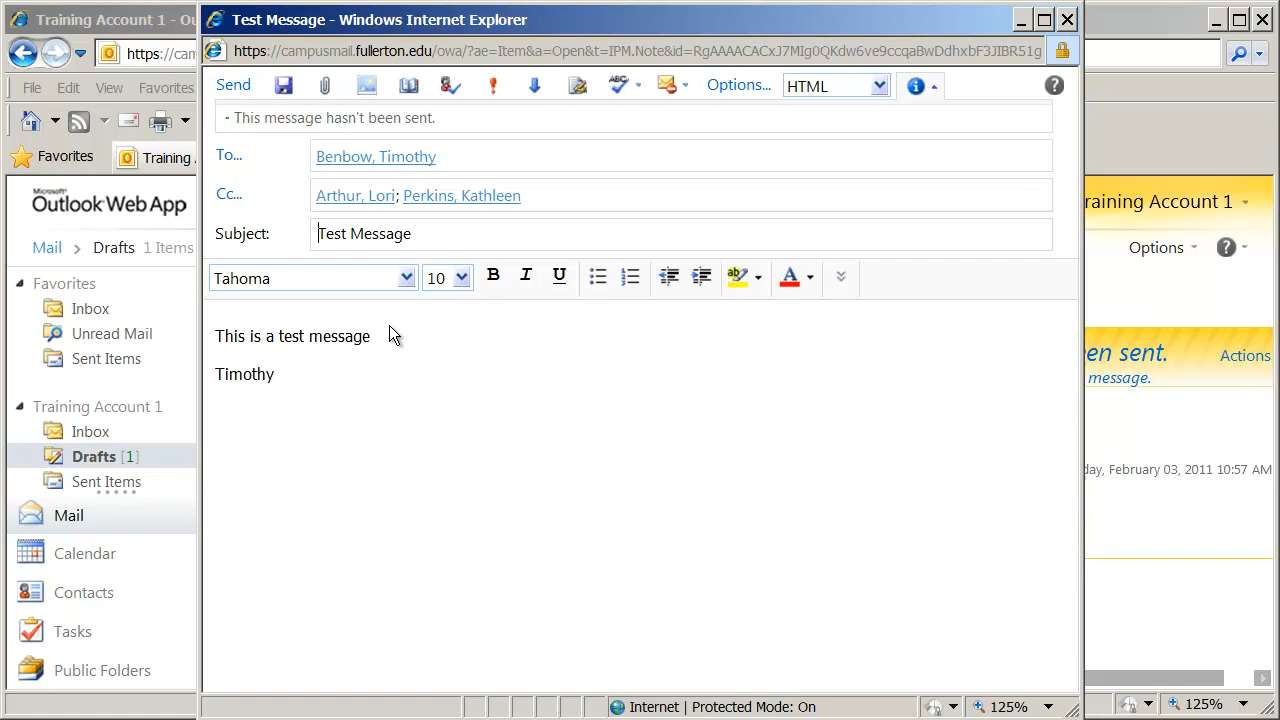 Training Account 1 - Ou
Test Message - Windows Internet Explorer
https://cam
https://campusmail.fullerton.edu/owa/?ae=Item&a=Open&t=IPM.Note&id=
File Edit View Favorites
Send Options... HTML
- This message hasn't been sent.
Favorites Training
To... Benbow, Timothy
Cc... Arthur, Lori; Perkins, Kathleen
Subject: Test Message
Microsoft
Outlook Web App
Training Account 1
Mail Drafts 1 Items
Options
Tahoma 10 B I U ab A
Favorites
Inbox
Unread Mail
Sent Items
This is a test message
Timothy
en sent. Actions
message.
Training Account 1
Inbox
Drafts [1]
Sent Items
day, February 03, 2011 10:57 AM
Mail
Calendar
Contacts
Tasks
Public Folders
Internet | Protected Mode: On 125%
125%